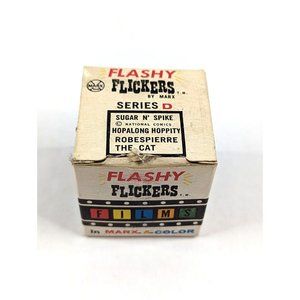 MARX
FLASHY
FLICKERS T.M.
BY MARX
SERIES D
SUGAR N' SPIKE
© NATIONAL COMICS
HOPALONG HOPPITY
ROBESPIERRE
THE CAT
FLASHY
FLICKERS T.M.
FILMS
in MARX-A-COLOR